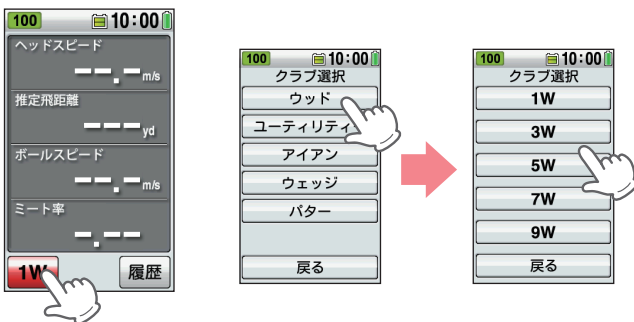 100 10:00
ヘッドスピード
--.- m/s
推定飛距離
--- yd
ボールスピード
--.- m/s
ミート率
-.--
1W 履歴
100 10:00
クラブ選択
ウッド
ユーティリティ
アイアン
ウェッジ
パター
戻る
100 10:00
クラブ選択
1W
3W
5W
7W
9W
戻る